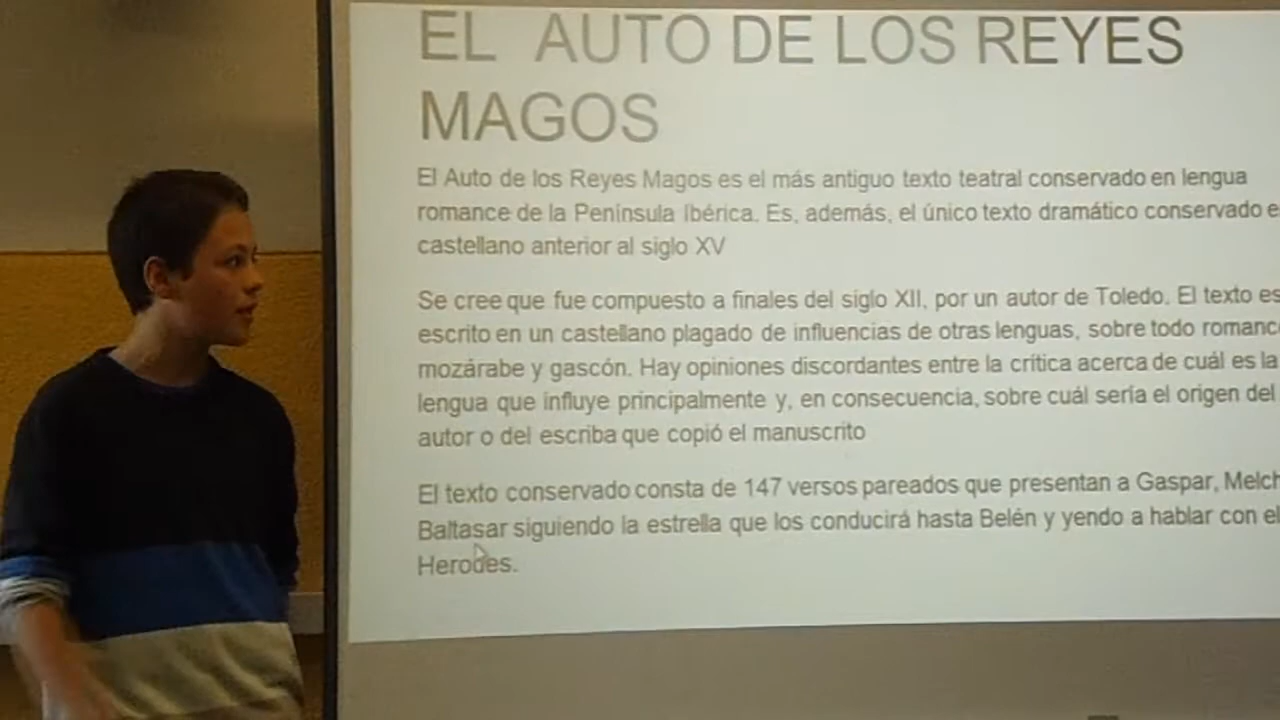 EL AUTO DE LOS REYES
MAGOS
El Auto de los Reyes Magos es el más antiguo texto teatral conservado en lengua
romance de la Península Ibérica. Es, además, el único texto dramático conservado
castellano anterior al siglo XV
Se cree que fue compuesto a finales del siglo XII, por un autor de Toledo. El texto
escrito en un castellano plagado de influencias de otras lenguas, sobre todo
mozárabe y gascón. Hay opiniones discordantes entre la crítica acerca de cuál es la
lengua que influye principalmente y, en consecuencia, sobre cuál sería el origen del
autor o del escriba que copió el manuscrito
El texto conservado consta de 147 versos pareados que presentan a Gaspar,
Baltasar siguiendo la estrella que los conducirá hasta Belén y yendo a hablar con el
Herodes.